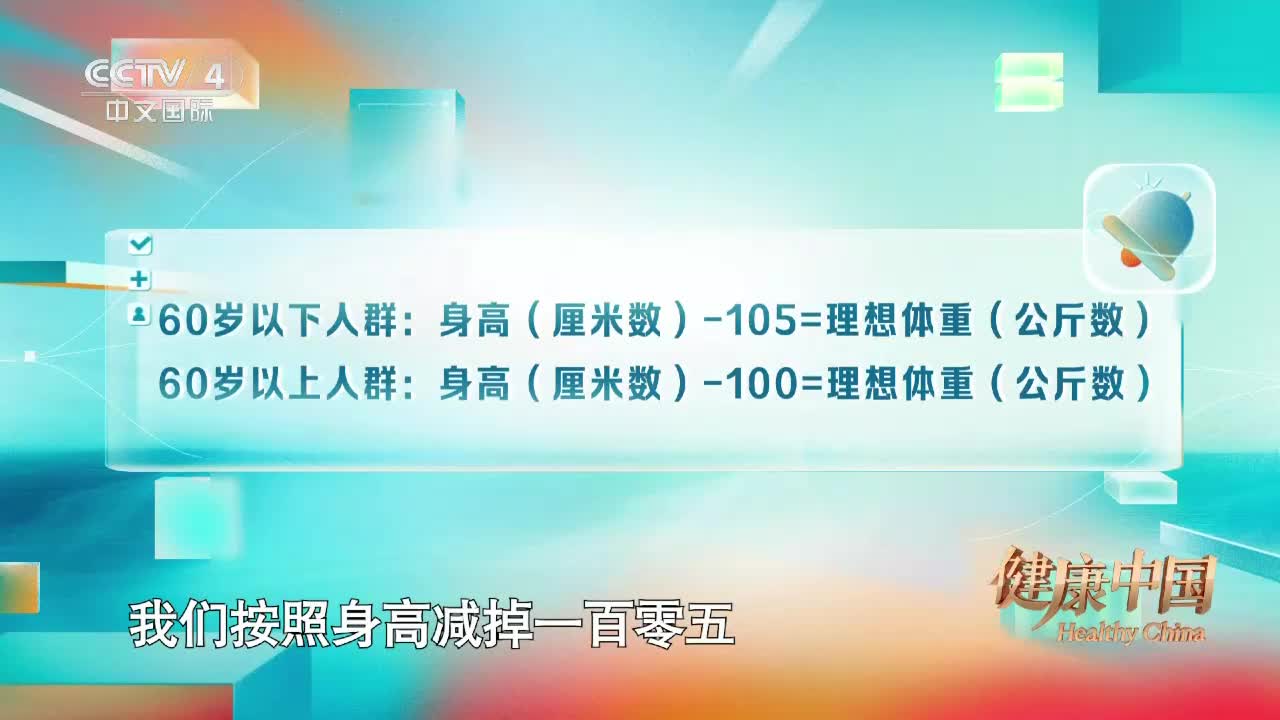 CCTV 4
中文国际
60岁以下人群：身高（厘米数）-105=理想体重（公斤数）
60岁以上人群：身高（厘米数）-100=理想体重（公斤数）
健康中国
Healthy China
我们按照身高减掉一百零五